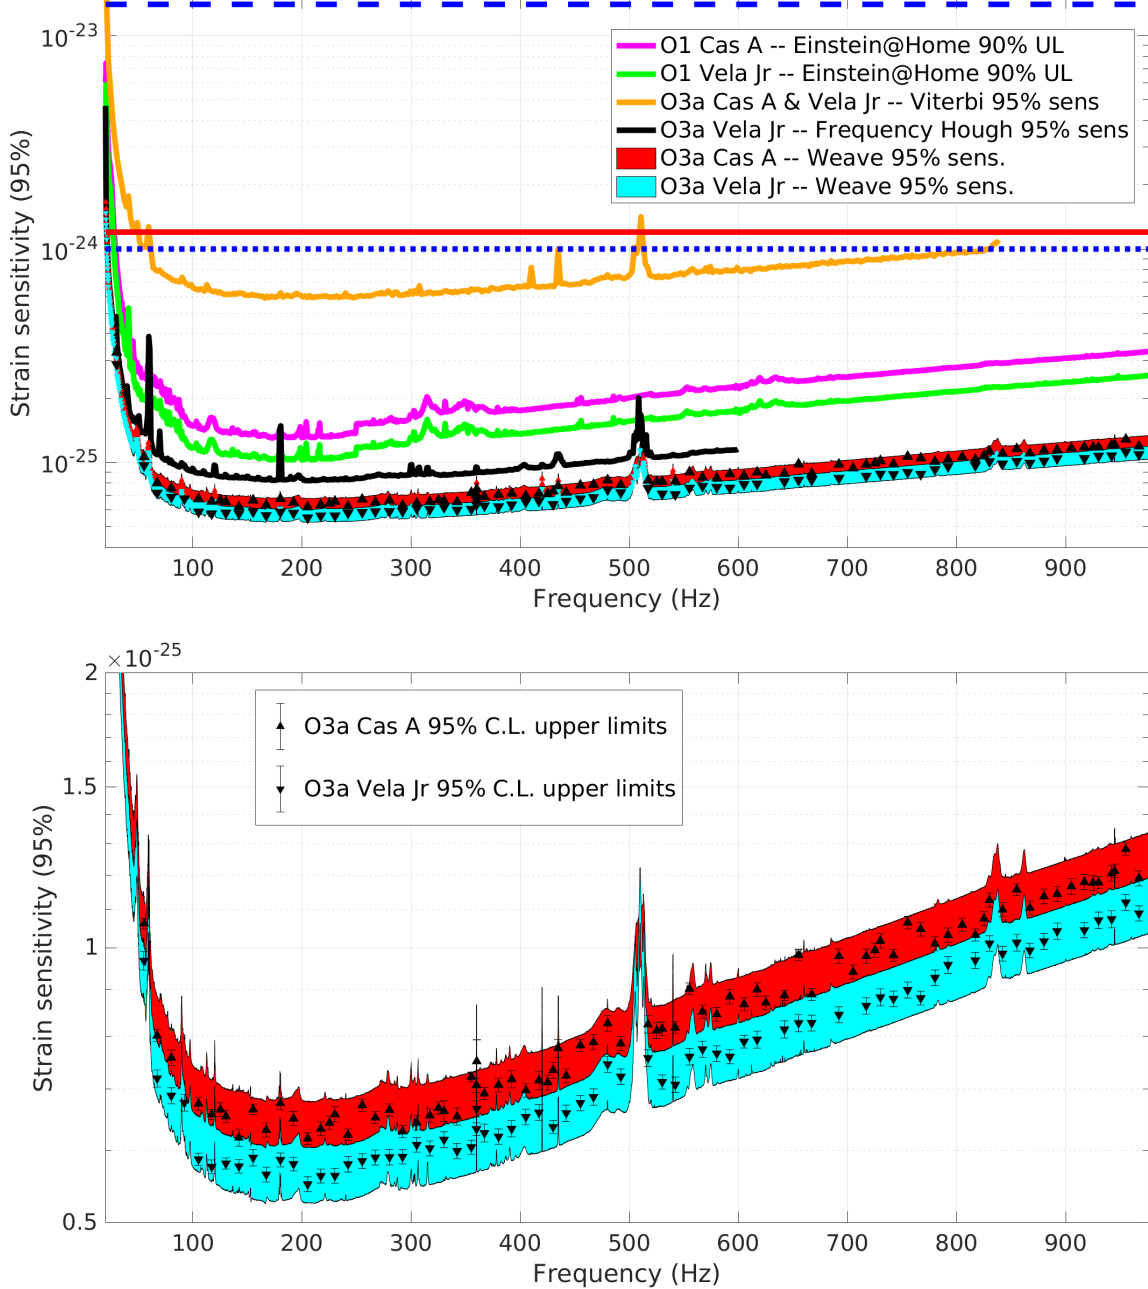 10-23
10-24
10-25
Strain sensitivity (95%)
O1 Cas A -- Einstein@Home 90% UL
O1 Vela Jr -- Einstein@Home 90% UL
O3a Cas A & Vela Jr -- Viterbi 95% sens
O3a Vela Jr -- Frequency Hough 95% sens
O3a Cas A -- Weave 95% sens.
O3a Vela Jr -- Weave 95% sens.
100 200 300 400 500 600 700 800 900
Frequency (Hz)
×10-25
2
1.5
1
0.5
Strain sensitivity (95%)
O3a Cas A 95% C.L. upper limits
O3a Vela Jr 95% C.L. upper limits
100 200 300 400 500 600 700 800 900
Frequency (Hz)